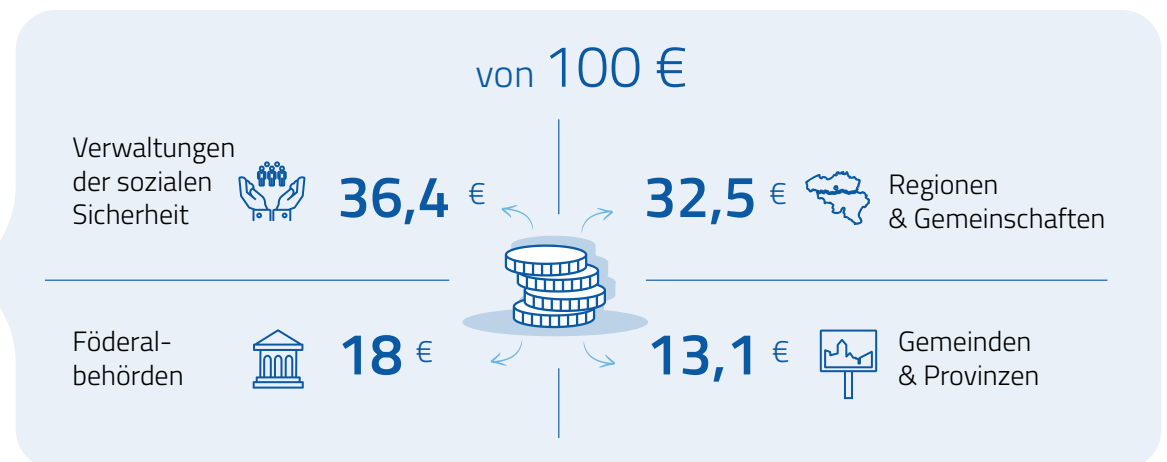 von 100 €
Verwaltungen
der sozialen
Sicherheit
36,4 €
32,5 €
Regionen
& Gemeinschaften
Föderal-
behörden
18 €
13,1 €
Gemeinden
& Provinzen